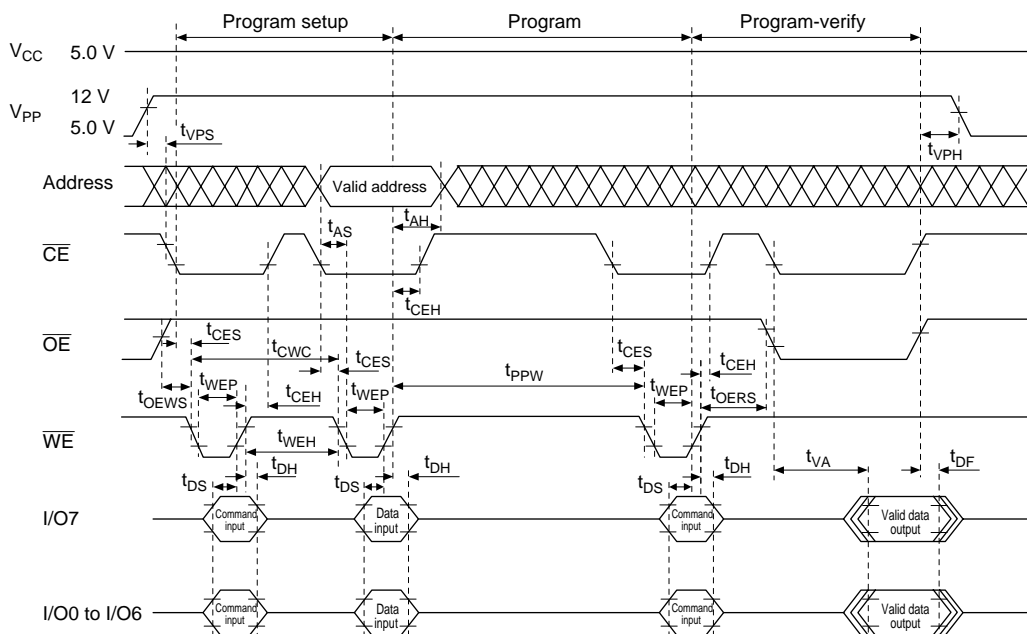 Program setup Program Program-verify
VCC 5.0 V
VPP 12 V
5.0 V
tVPS tVPH
Address Valid address
tAH
tAS
CE
tCEH
OE
tCES tCWC tCES tCES tCEH
tWEP tWEP tPPW tWEP
tOEWS tCEH tOERS
WE
tWEH
tDS tDH tDS tDH tDS tDH tVA tDF
I/O7 Command input Data input Command input Valid data output
I/O0 to I/O6 Command input Data input Command input Valid data output